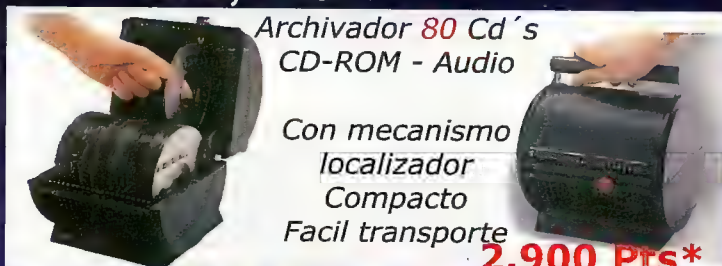 Archivador 80 Cd´s
CD-ROM - Audio
Con mecanismo
localizador
Compacto
Facil transporte
2.900 Pts*